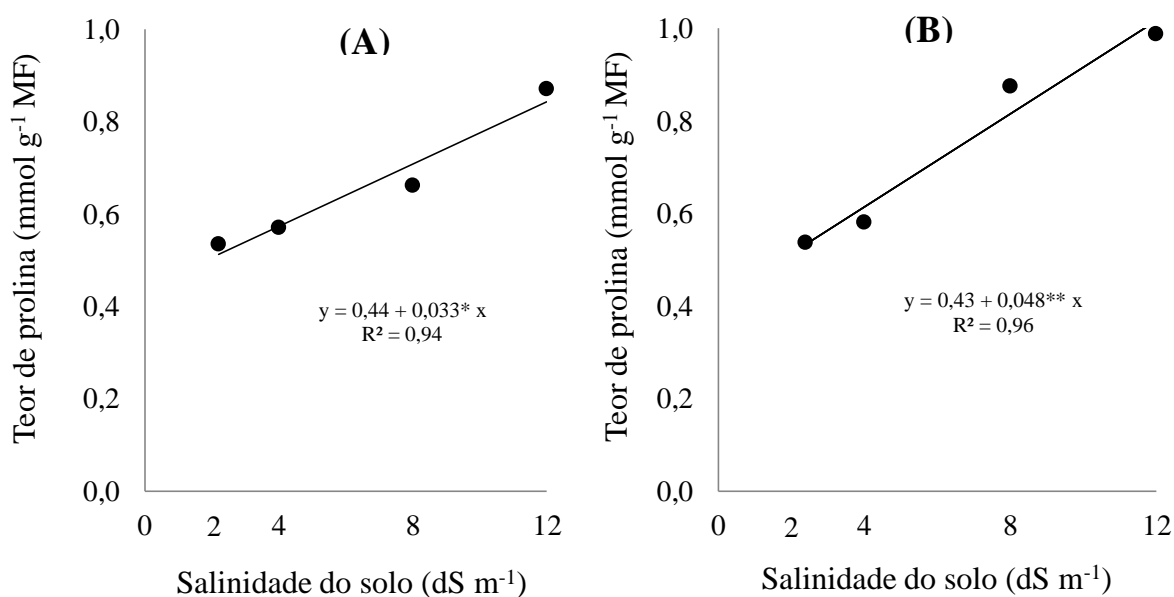 (A)
Teor de prolina (mmol g⁻¹ MF)
1,0
0,8
0,6
0,4
0,2
0,0
y = 0,44 + 0,033* x
R² = 0,94
0 2 4 8 12
Salinidade do solo (dS m⁻¹)
(B)
Teor de prolina (mmol g⁻¹ MF)
1,0
0,8
0,6
0,4
0,2
0,0
y = 0,43 + 0,048** x
R² = 0,96
0 2 4 8 12
Salinidade do solo (dS m⁻¹)